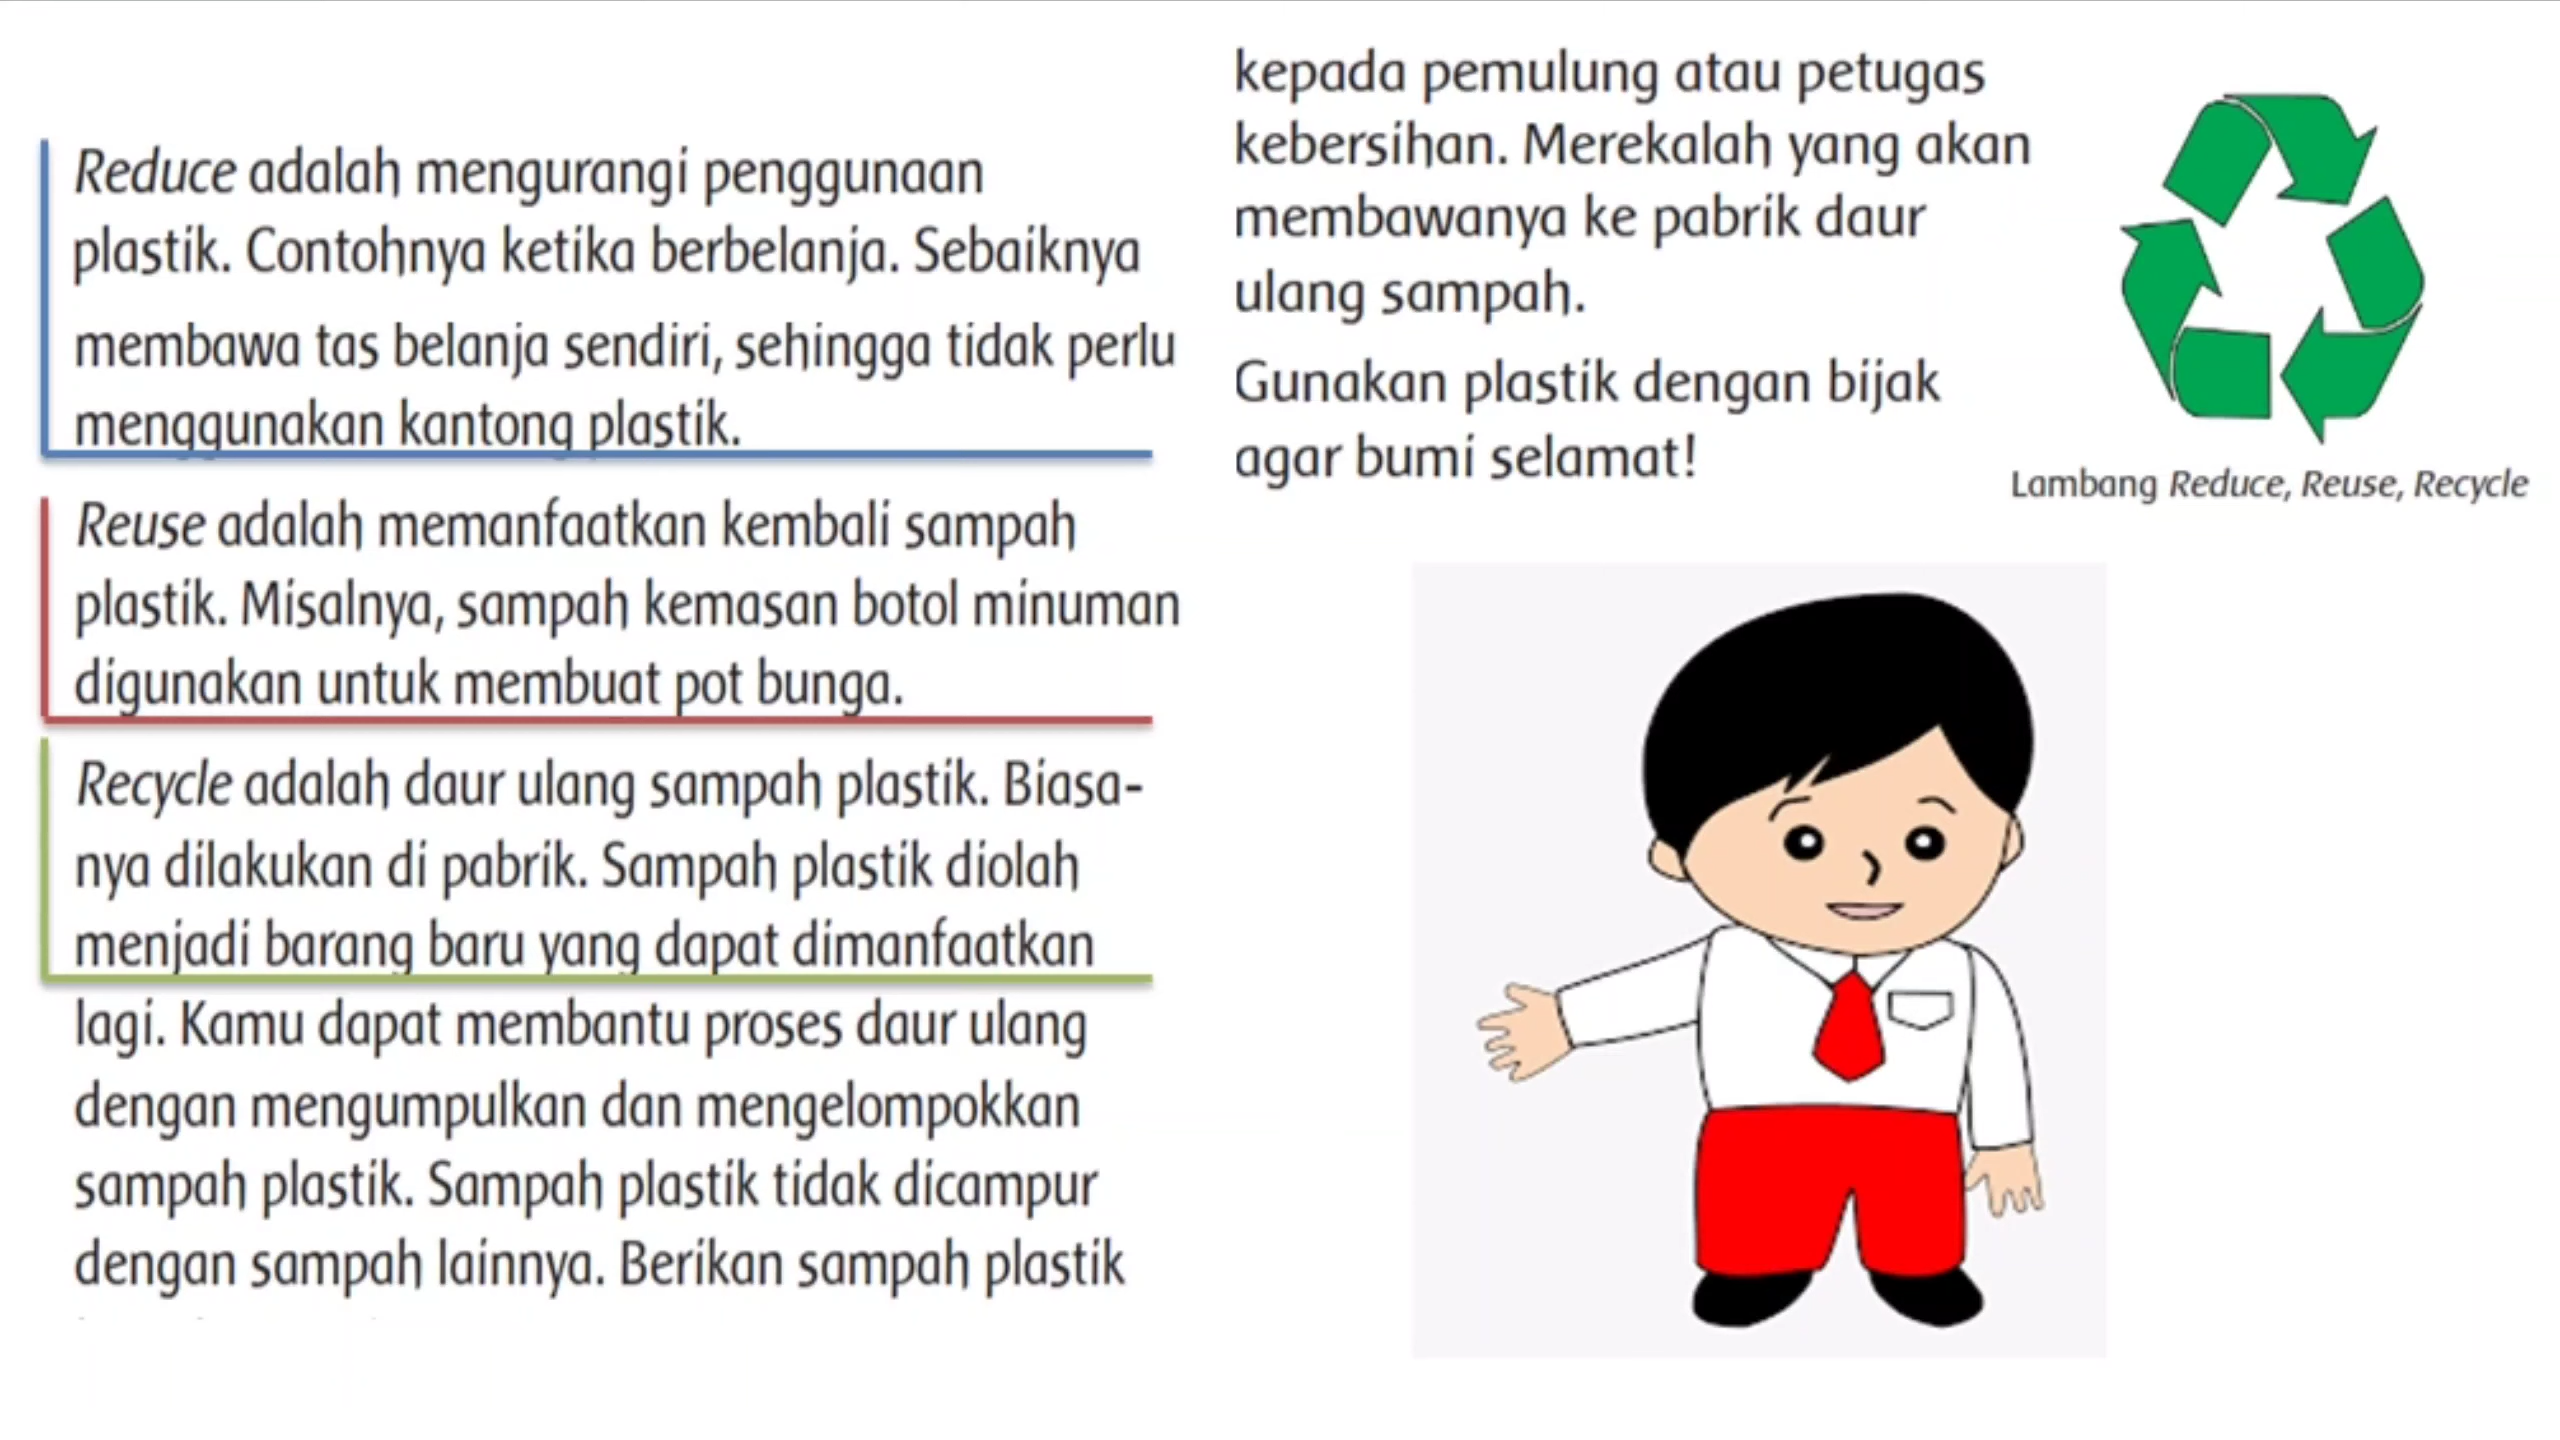 Reduce adalah mengurangi penggunaan
plastik. Contohnya ketika berbelanja. Sebaiknya
membawa tas belanja sendiri, sehingga tidak perlu
menggunakan kantong plastik.
Reuse adalah memanfaatkan kembali sampah
plastik. Misalnya, sampah kemasan botol minuman
digunakan untuk membuat pot bunga.
Recycle adalah daur ulang sampah plastik. Biasa-
nya dilakukan di pabrik. Sampah plastik diolah
menjadi barang baru yang dapat dimanfaatkan
lagi. Kamu dapat membantu proses daur ulang
dengan mengumpulkan dan mengelompokkan
sampah plastik. Sampah plastik tidak dicampur
dengan sampah lainnya. Berikan sampah plastik
kepada pemulung atau petugas
kebersihan. Merekalah yang akan
membawanya ke pabrik daur
ulang sampah.
Gunakan plastik dengan bijak
agar bumi selamat!
Lambang Reduce, Reuse, Recycle